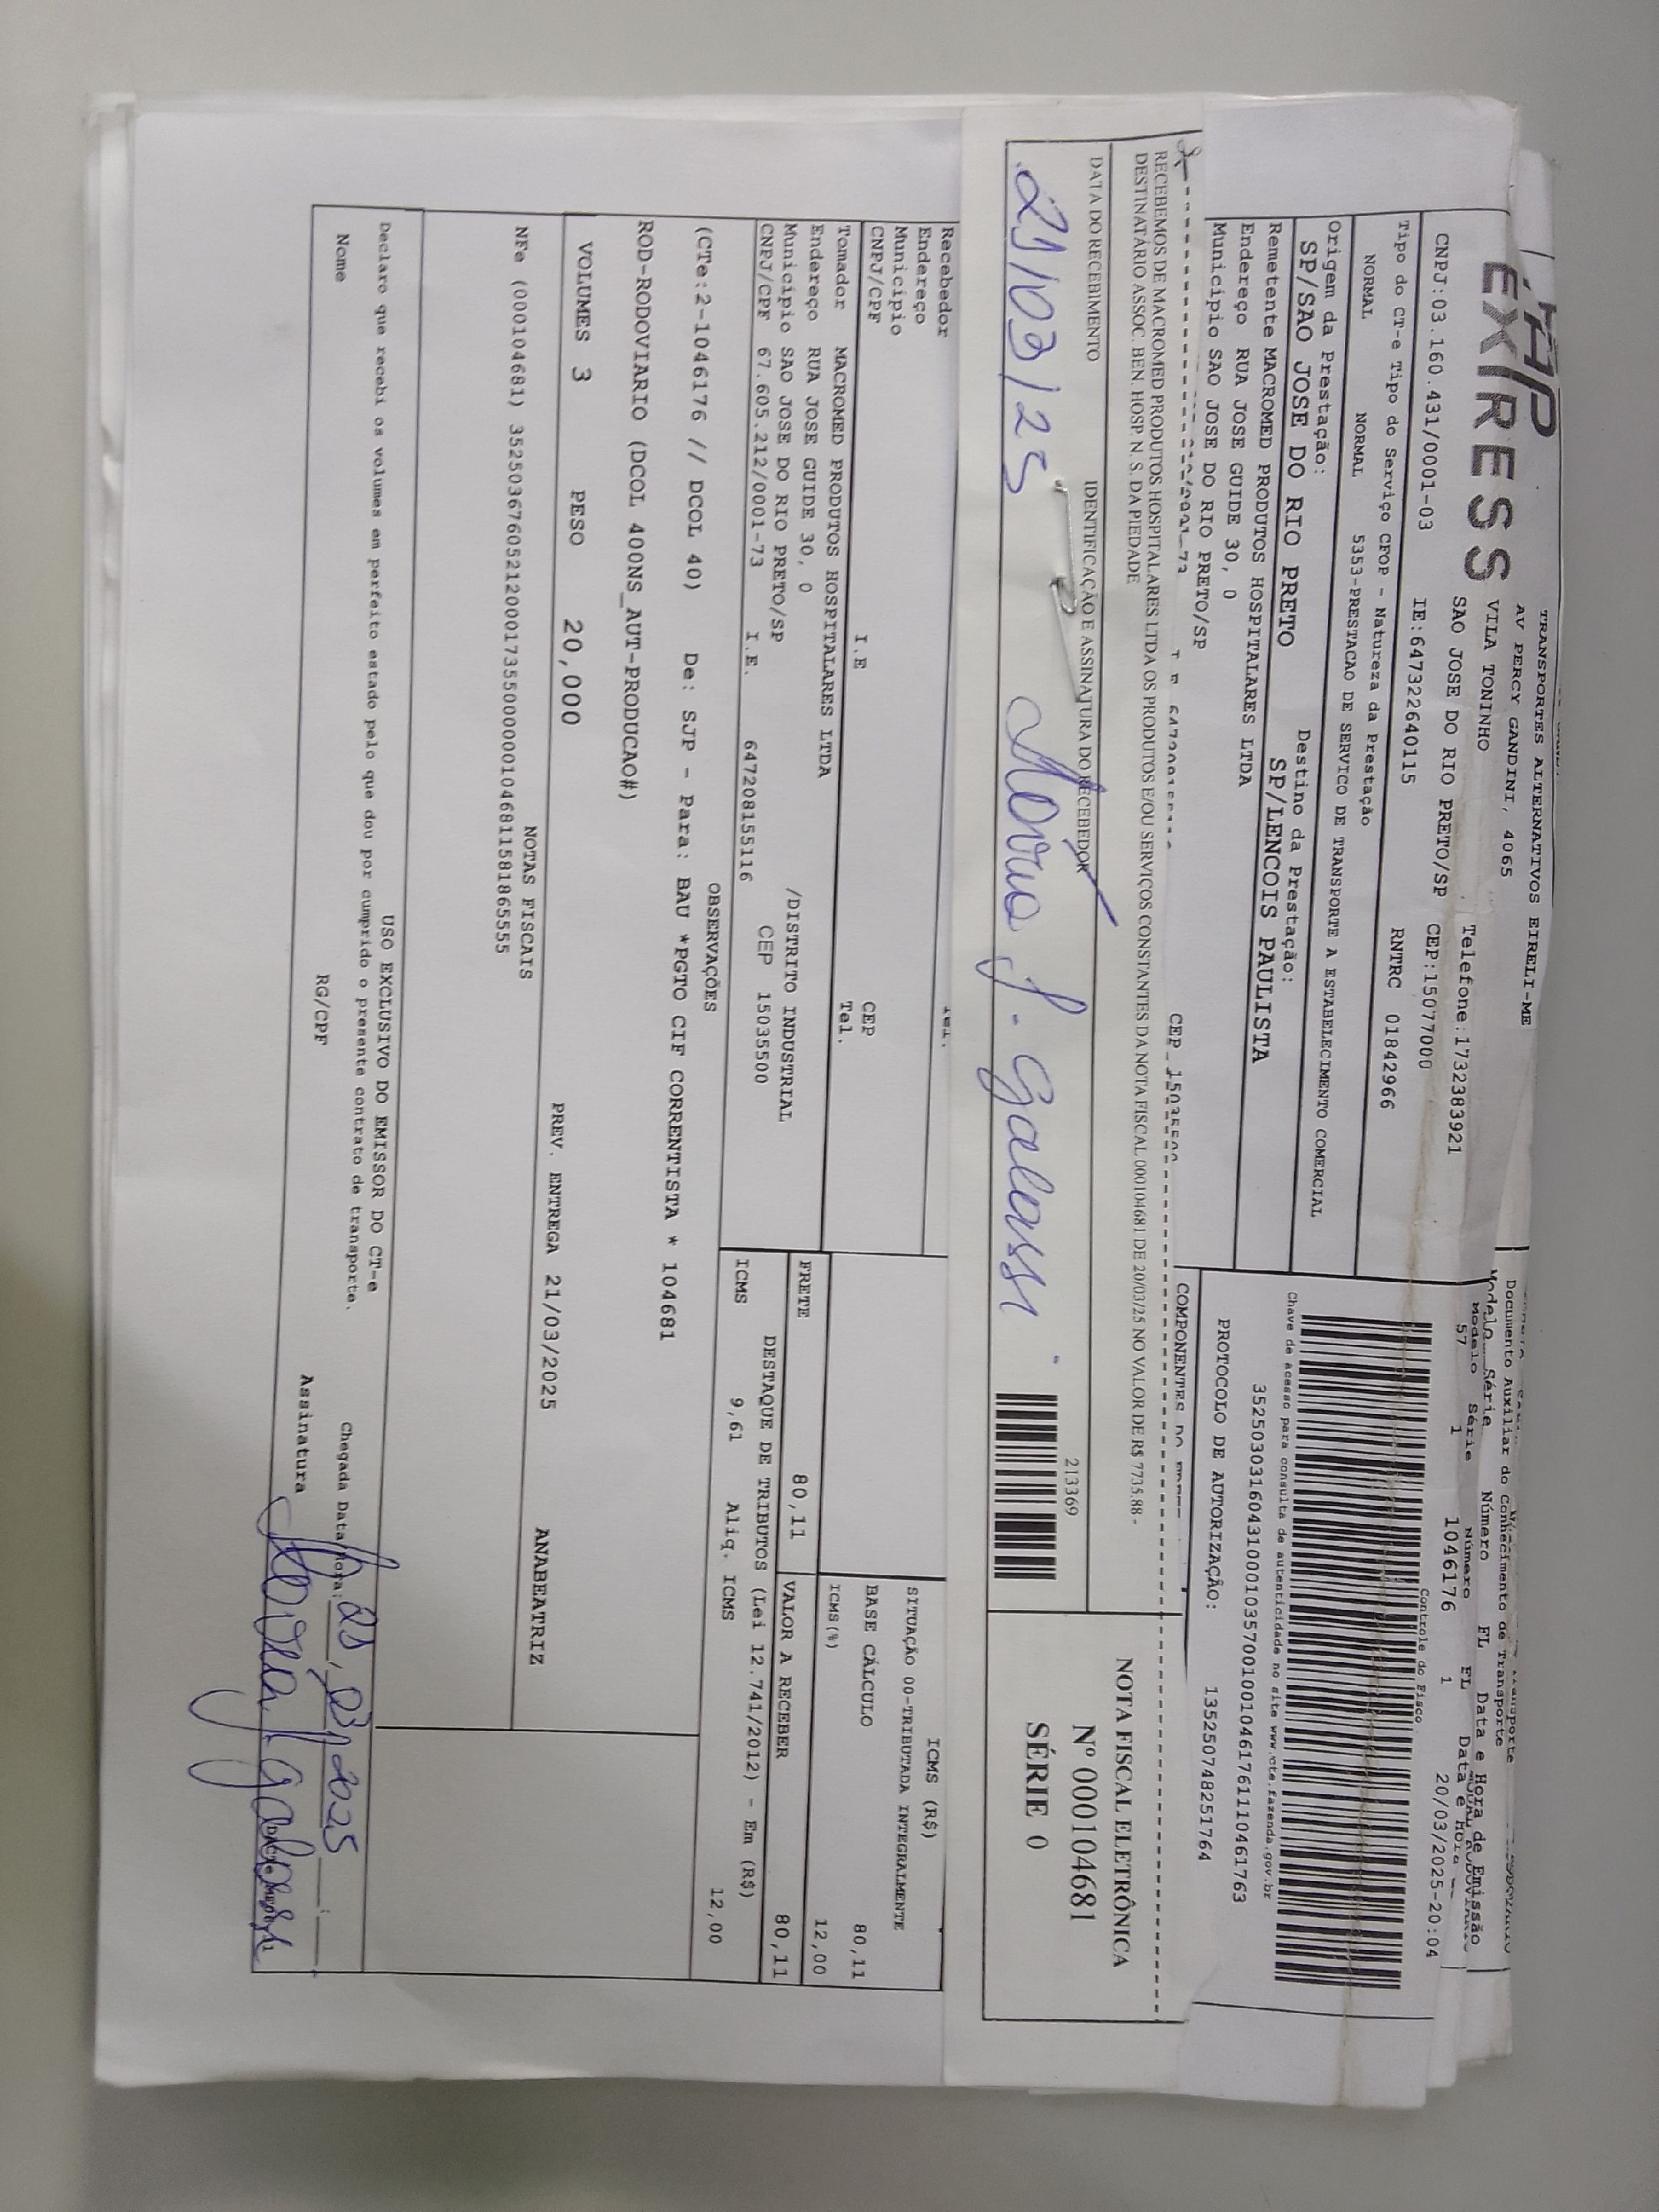 TAP
EXPRESS
TRANSPORTES ALTERNATIVOS EIRELI-ME
AV PERCY GANDINI, 4065
VILA TONINHO Telefone:1732383921
SAO JOSE DO RIO PRETO/SP CEP:15077000
CNPJ:03.160.431/0001-03 IE:647322640115 RNTRC 01842966
Documento Auxiliar do Conhecimento de Transporte
Modelo Série Número FL Data e Hora de Emissão
Modelo Série Número FL Data e Hora
57 1 1046176 1 20/03/2025-20:04
Controle do Fisco
Tipo do CT-e Tipo do Serviço CFOP - Natureza da Prestação
NORMAL NORMAL 5353-PRESTACAO DE SERVICO DE TRANSPORTE A ESTABELECIMENTO COMERCIAL
Origem da Prestação: Destino da Prestação:
SP/SAO JOSE DO RIO PRETO SP/LENCOIS PAULISTA
Chave de acesso para consulta de autenticidade no site www.cte.fazenda.gov.br
35250303160431000103570010010461761110461763
Remetente MACROMED PRODUTOS HOSPITALARES LTDA
Endereço RUA JOSE GUIDE 30, 0
Município SAO JOSE DO RIO PRETO/SP
PROTOCOLO DE AUTORIZAÇÃO: 135250748251764
CEP 15035500
COMPONENTES DO
RECEBEMOS DE MACROMED PRODUTOS HOSPITALARES LTDA OS PRODUTOS E/OU SERVIÇOS CONSTANTES DA NOTA FISCAL 000104681 DE 20/03/25 NO VALOR DE R$ 7735.88 -
DESTINATÁRIO ASSOC. BEN. HOSP. N. S. DA PIEDADE
DATA DO RECEBIMENTO IDENTIFICAÇÃO E ASSINATURA DO RECEBEDOR 213369
21/03/25
NOTA FISCAL ELETRÔNICA
Nº 000104681
SÉRIE 0
Recebedor Tel.
Endereço
Município CEP
CNPJ/CPF I.E Tel.
Tomador MACROMED PRODUTOS HOSPITALARES LTDA
Endereço RUA JOSE GUIDE 30, 0 /DISTRITO INDUSTRIAL
Município SAO JOSE DO RIO PRETO/SP CEP 15035500
CNPJ/CPF 67.605.212/0001-73 I.E. 647208155116
ICMS (R$)
SITUAÇÃO 00-TRIBUTADA INTEGRALMENTE
BASE CÁLCULO 80,11
ICMS(%) 12,00
FRETE 80,11 VALOR A RECEBER 80,11
DESTAQUE DE TRIBUTOS (Lei 12.741/2012) - Em (R$)
ICMS 9,61 Aliq. ICMS 12,00
OBSERVAÇÕES
(CTe:2-1046176 // DCOL 40) De: SJP - Para: BAU *PGTO CIF CORRENTISTA * 104681
ROD-RODOVIARIO (DCOL 400NS_AUT-PRODUCAO#)
VOLUMES 3 PESO 20,000 PREV. ENTREGA 21/03/2025 ANABEATRIZ
NOTAS FISCAIS
NFe (000104681) 35250367605212000173550000001046811581865555
USO EXCLUSIVO DO EMISSOR DO CT-e
Declaro que recebi os volumes em perfeito estado pelo que dou por cumprido o presente contrato de transporte.
Chegada Data/Hora: 21/03/2025
Nome RG/CPF Assinatura